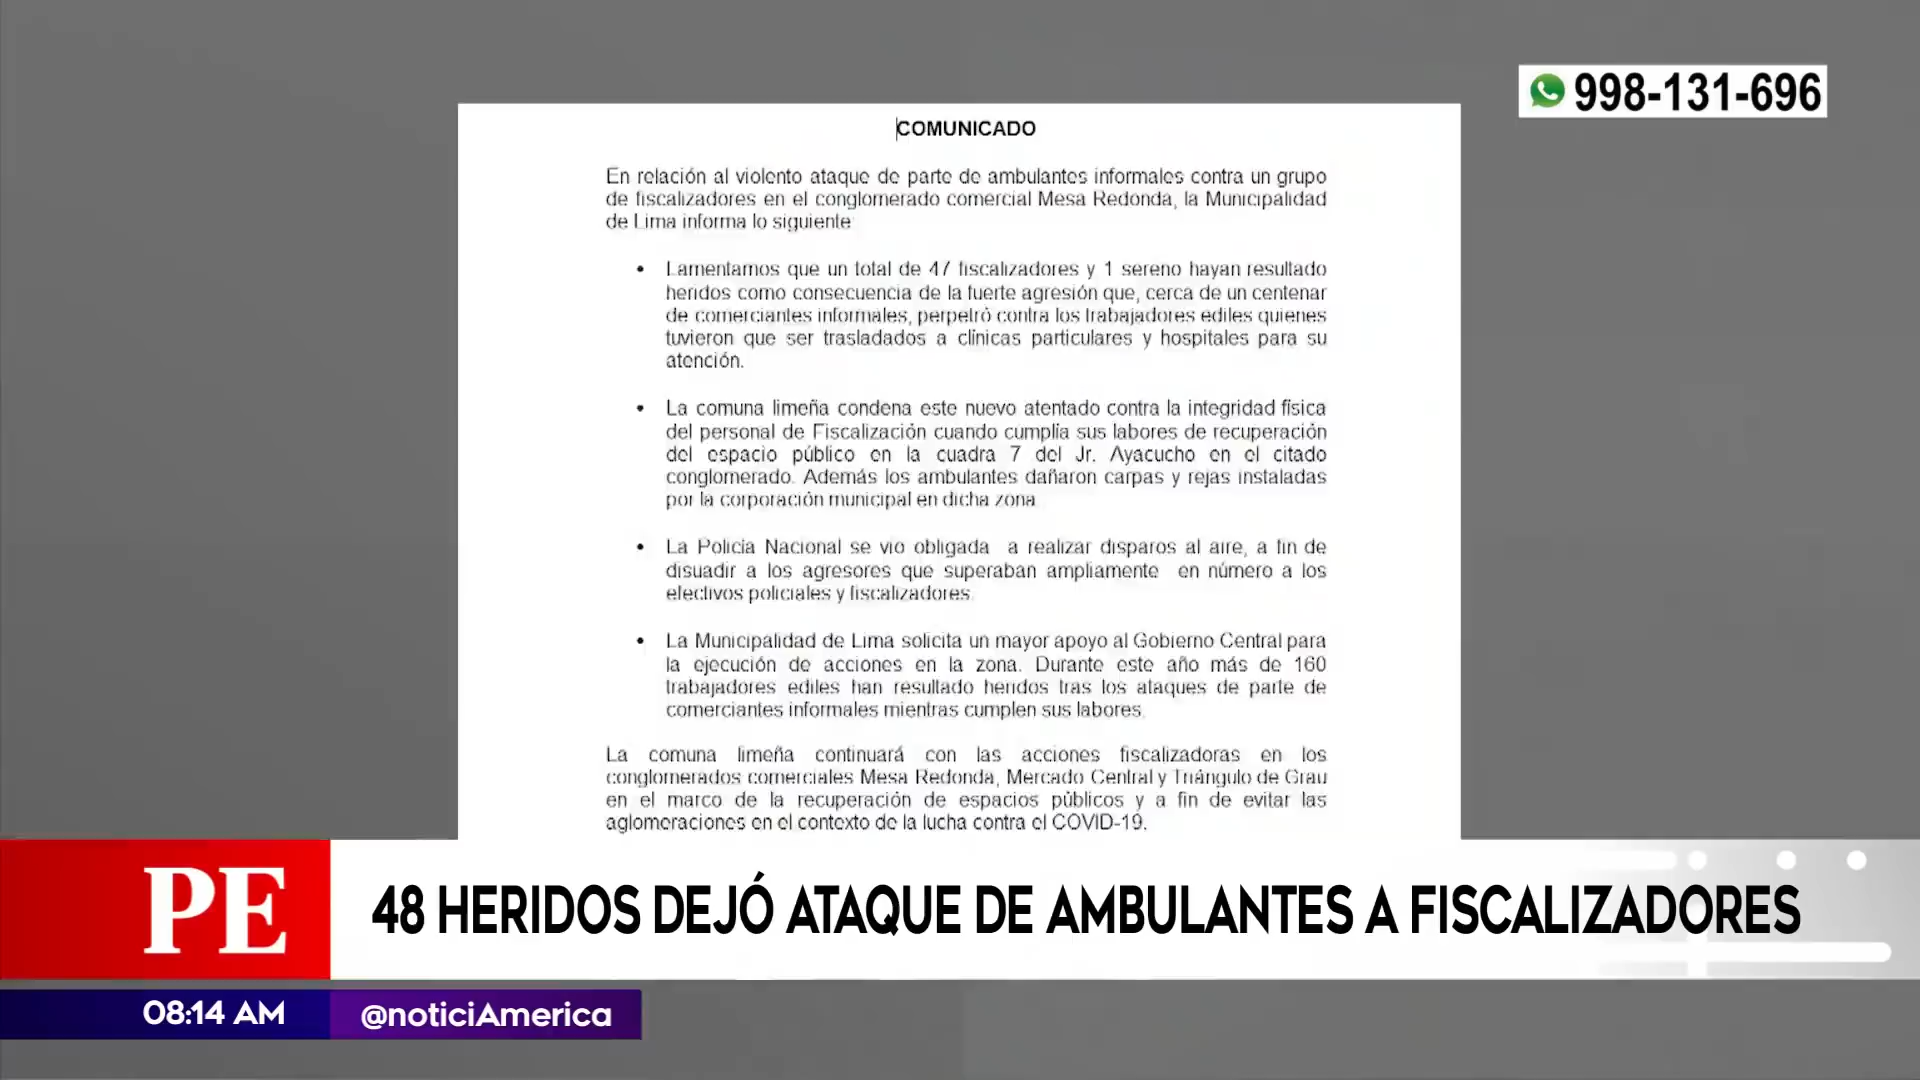 998-131-696
COMUNICADO
En relación al violento ataque de parte de ambulantes informales contra un grupo
de fiscalizadores en el conglomerado comercial Mesa Redonda, la Municipalidad
de Lima informa lo siguiente
• Lamentamos que un total de 47 fiscalizadores y 1 sereno hayan resultado
heridos como consecuencia de la fuerte agresión que, cerca de un centenar
de comerciantes informales, perpetró contra los trabajadores ediles quienes
tuvieron que ser trasladados a clínicas particulares y hospitales para su
atención.
• La comuna limeña condena este nuevo atentado contra la integridad física
del personal de Fiscalización cuando cumplía sus labores de recuperación
del espacio público en la cuadra 7 del Jr. Ayacucho en el citado
conglomerado. Además los ambulantes dañaron carpas y rejas instaladas
por la corporación municipal en dicha zona
• La Policía Nacional se vio obligada a realizar disparos al aire, a fin de
disuadir a los agresores que superaban ampliamente en número a los
efectivos policiales y fiscalizadores.
• La Municipalidad de Lima solicita un mayor apoyo al Gobierno Central para
la ejecución de acciones en la zona. Durante este año más de 160
trabajadores ediles han resultado heridos tras los ataques de parte de
comerciantes informales mientras cumplen sus labores.
La comuna limeña continuará con las acciones fiscalizadoras en los
conglomerados comerciales Mesa Redonda, Mercado Central y Triángulo de Grau
en el marco de la recuperación de espacios públicos y a fin de evitar las
aglomeraciones en el contexto de la lucha contra el COVID-19.
PE
48 HERIDOS DEJÓ ATAQUE DE AMBULANTES A FISCALIZADORES
08:14 AM
@noticiAmerica